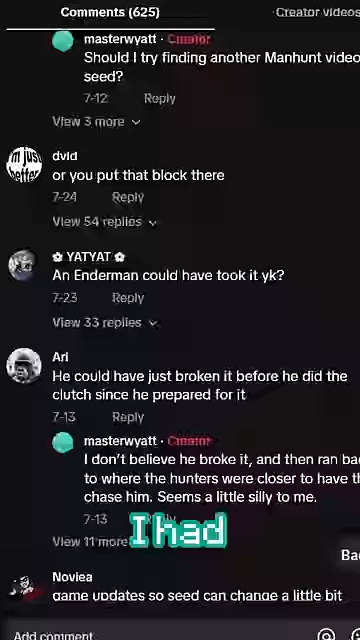 Comments (625)
Creator videos
masterwyatt · Creator
Should I try finding another Manhunt video
seed?
7-12 Reply
View 3 more
I'm just
better
dvid
or you put that block there
7-24 Reply
View 54 replies
✿ YATYAT ✿
An Enderman could have took it yk?
7-23 Reply
View 33 replies
Ari
He could have just broken it before he did the
clutch since he prepared for it
7-13 Reply
masterwyatt · Creator
I don't believe he broke it, and then ran ba
to where the hunters were closer to have t
chase him. Seems a little silly to me.
7-13
I had
View 11 more
Ba
Noviea
game updates so seed can change a little bit
Add comment